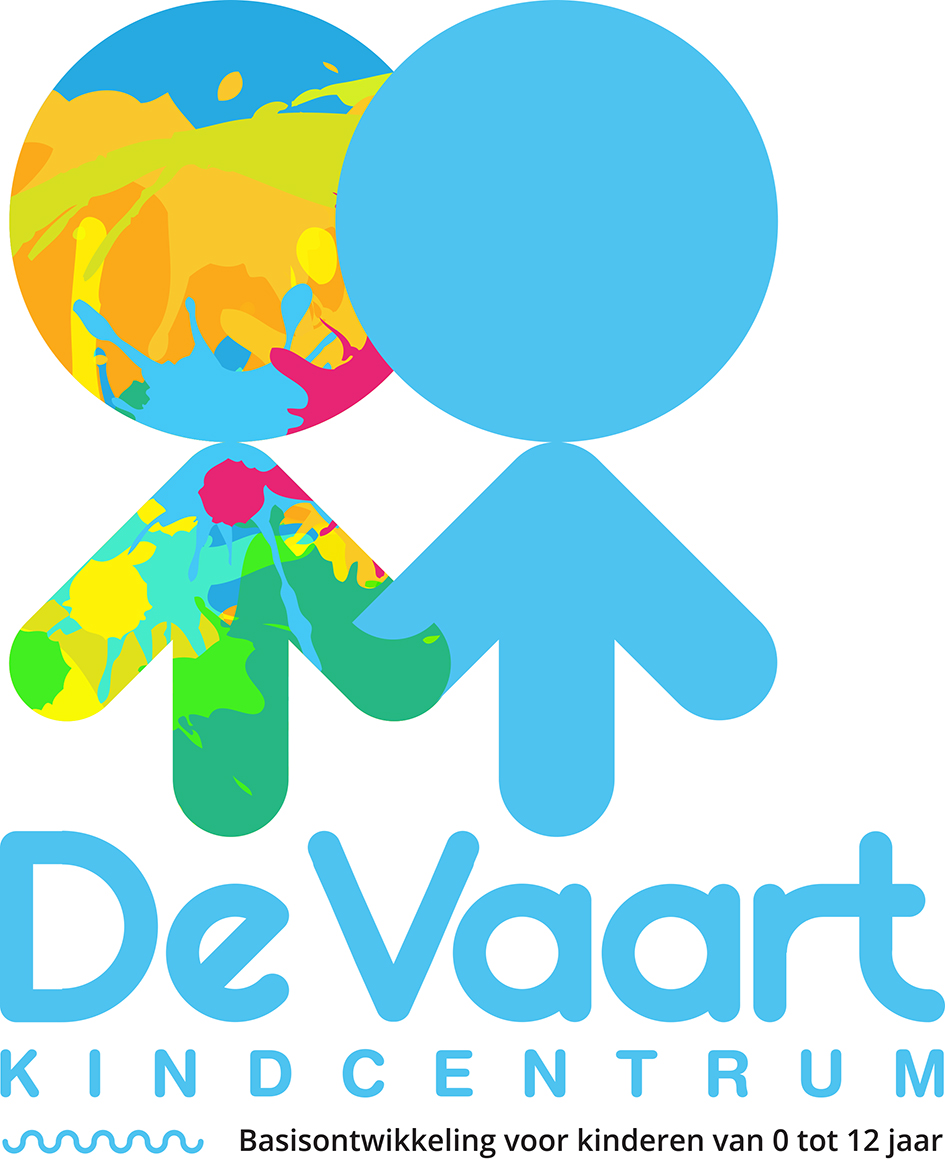 De Vaart
KINDCENTRUM
Basisontwikkeling voor kinderen van 0 tot 12 jaar